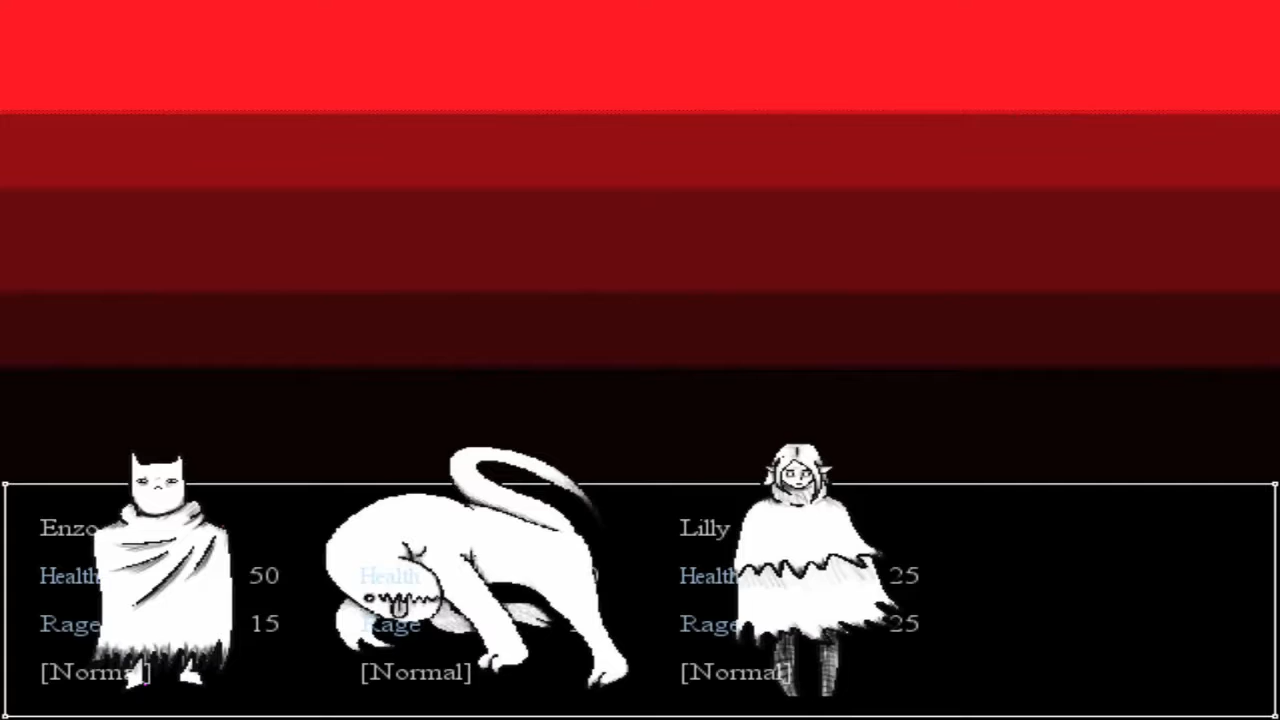 Enzo
Health 50
Rage 15
[Normal]
Health
Rage
[Normal]
Lilly
Health 25
Rage 25
[Normal]